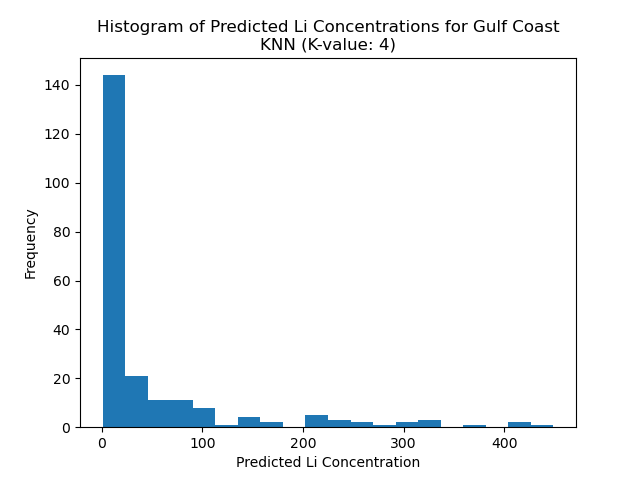 Histogram of Predicted Li Concentrations for Gulf Coast
KNN (K-value: 4)
140
120
100
80
60
40
20
0
Frequency
0 100 200 300 400
Predicted Li Concentration